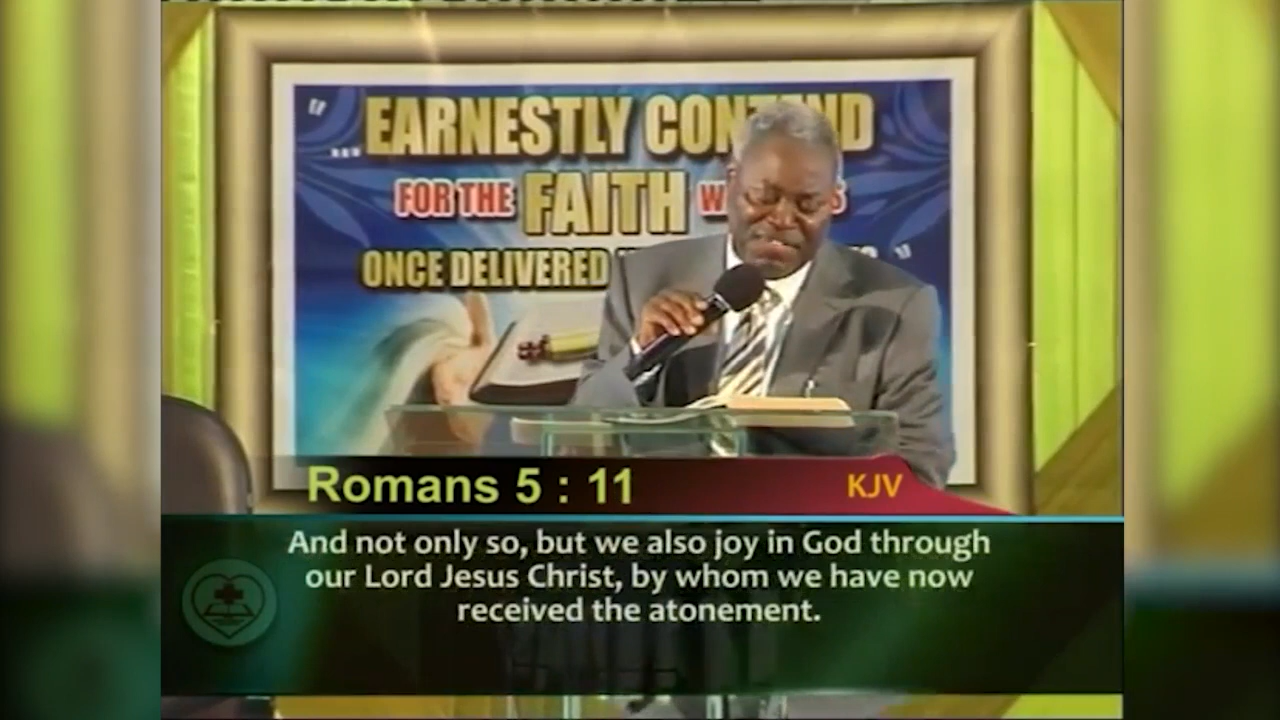 "
...EARNESTLY CON
FOR THE FAITH W
ONCE DELIVERED
"
Romans 5 : 11
KJV
And not only so, but we also joy in God through
our Lord Jesus Christ, by whom we have now
received the atonement.